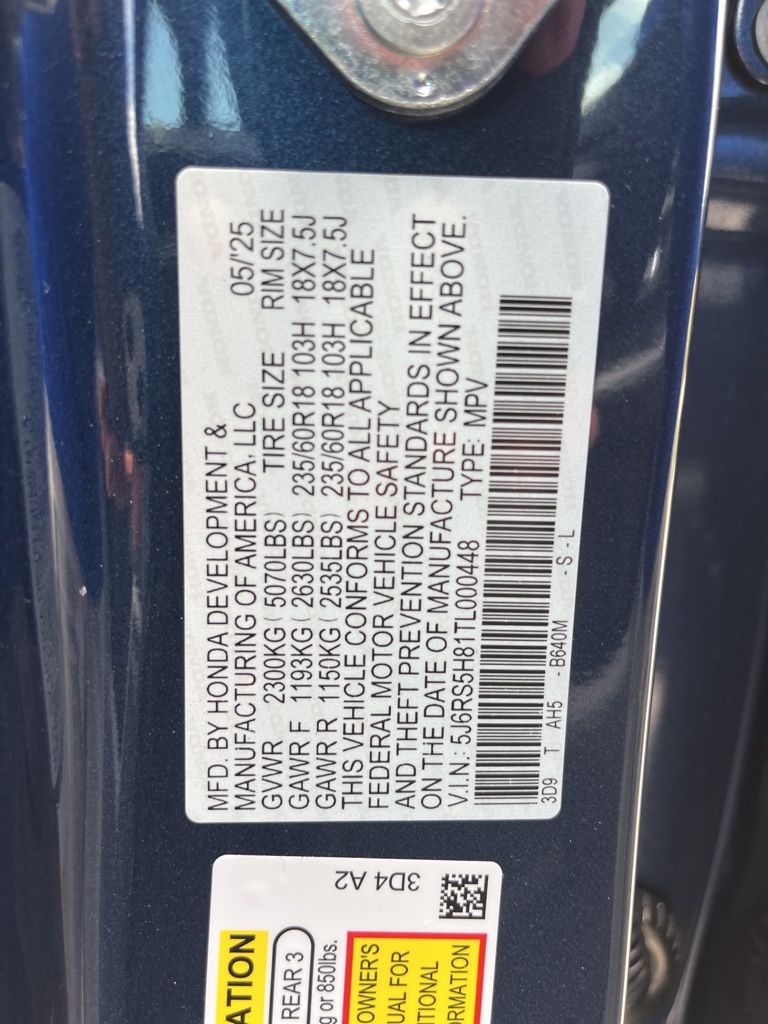 MFD. BY HONDA DEVELOPMENT &
MANUFACTURING OF AMERICA, LLC 05/'25
GVWR 2300KG ( 5070LBS) TIRE SIZE RIM SIZE
GAWR F 1193KG ( 2630LBS) 235/60R18 103H 18X7.5J
GAWR R 1150KG ( 2535LBS) 235/60R18 103H 18X7.5J
THIS VEHICLE CONFORMS TO ALL APPLICABLE
FEDERAL MOTOR VEHICLE SAFETY
AND THEFT PREVENTION STANDARDS IN EFFECT
ON THE DATE OF MANUFACTURE SHOWN ABOVE.
V.I.N.: 5J6RS5H81TL000448 TYPE: MPV
3D9 T AH5 -B640M -S-L
3D4 A2
ATION
REAR 3
g or 850lbs.
OWNER'S
UAL FOR
TIONAL
ORMATION